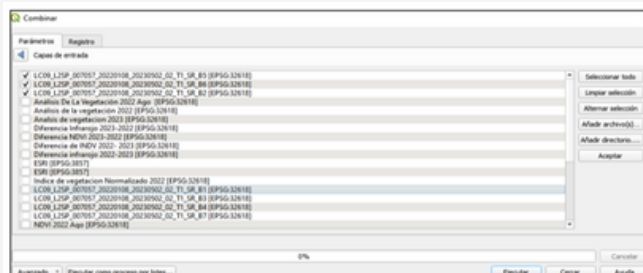 Combinar
Parámetros Registro
Capas de entrada
LC09_L2SP_007057_20220108_20230502_02_T1_SR_B5 [EPSG:32618]
LC09_L2SP_007057_20220108_20230502_02_T1_SR_B6 [EPSG:32618]
LC09_L2SP_007057_20220108_20230502_02_T1_SR_B2 [EPSG:32618]
Análisis De La Vegetación 2022 Ago [EPSG:32618]
Analisis de la vegetación 2022 [EPSG:32618]
Analsis de vegetacion 2023 [EPSG:32618]
Diferencia Infrarojo 2023-2022 [EPSG:32618]
Diferencia NDVI 2023-2022 [EPSG:32618]
Diferencia de INDV 2022- 2023 [EPSG:32618]
Diferencia infrarojo 2022-2023 [EPSG:32618]
ESRI [EPSG:3857]
ESRI [EPSG:3857]
Indice de vegetacion Normalizado 2022 [EPSG:32618]
LC09_L2SP_007057_20220108_20230502_02_T1_SR_B1 [EPSG:32618]
LC09_L2SP_007057_20220108_20230502_02_T1_SR_B3 [EPSG:32618]
LC09_L2SP_007057_20220108_20230502_02_T1_SR_B4 [EPSG:32618]
LC09_L2SP_007057_20220108_20230502_02_T1_SR_B7 [EPSG:32618]
NDVI 2022 Ago [EPSG:32618]
Seleccionar todo
Limpiar selección
Alternar selección
Añadir archivo(s)...
Añadir directorio...
Aceptar
0%
Cancelar
Avanzado Ejecutar como proceso por lotes...
Ejecutar Cerrar Ayuda